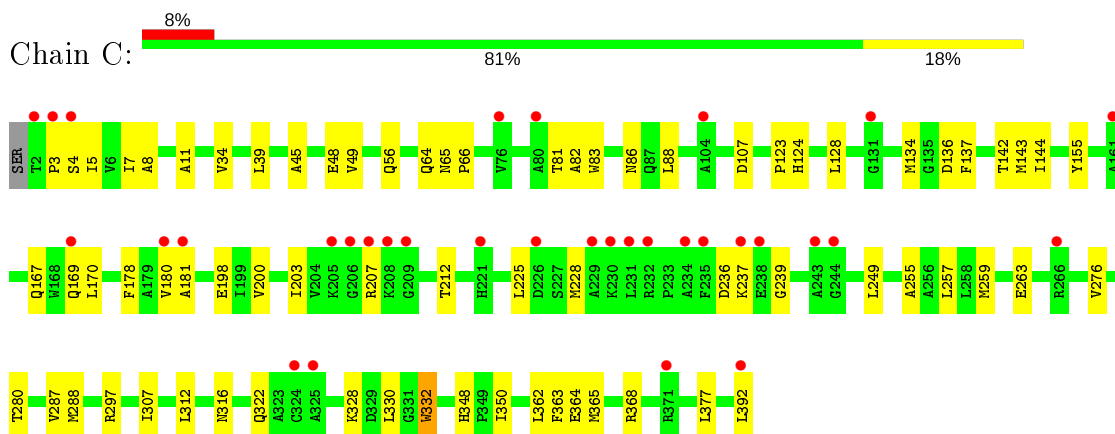 8%
Chain C:
81% 18%
SER T2 P3 S4 I5 V6 I7 A8 A11 V34 L39 A45 E48 V49 Q56 Q64 N65 P66 V76 A80 T81 A82 W83 N86 Q87 L88 A104 D107 P123 H124 L128 G131 M134 G135 D136 F137 T142 M143 I144 Y155 A161
Q167 W168 Q169 L170 F178 A179 V180 A181 E198 I199 V200 I203 V204 K205 G206 R207 K208 G209 T212 H221 L225 D226 S227 M228 A229 K230 L231 R232 P233 A234 F235 D236 K237 E238 G239 A243 G244 L249 A255 A256 L257 L258 M259 E263 R266 V276
T280 V287 M288 R297 I307 L312 N316 Q322 A323 C324 A325 K328 D329 L330 G331 W332 H348 P349 I350 L362 F363 E364 M365 R368 R371 L377 L392